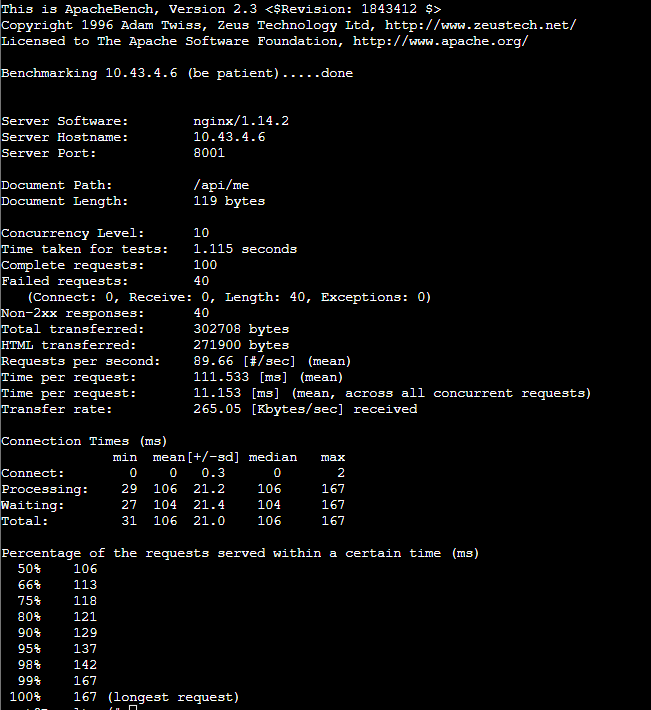 This is ApacheBench, Version 2.3 <$Revision: 1843412 $>
Copyright 1996 Adam Twiss, Zeus Technology Ltd, http://www.zeustech.net/
Licensed to The Apache Software Foundation, http://www.apache.org/
Benchmarking 10.43.4.6 (be patient).....done
Server Software:        nginx/1.14.2
Server Hostname:        10.43.4.6
Server Port:            8001
Document Path:          /api/me
Document Length:        119 bytes
Concurrency Level:      10
Time taken for tests:   1.115 seconds
Complete requests:      100
Failed requests:        40
   (Connect: 0, Receive: 0, Length: 40, Exceptions: 0)
Non-2xx responses:      40
Total transferred:      302708 bytes
HTML transferred:       271900 bytes
Requests per second:    89.66 [#/sec] (mean)
Time per request:       111.533 [ms] (mean)
Time per request:       11.153 [ms] (mean, across all concurrent requests)
Transfer rate:          265.05 [Kbytes/sec] received
Connection Times (ms)
              min  mean[+/-sd] median   max
Connect:        0    0   0.3      0       2
Processing:    29  106  21.2    106     167
Waiting:       27  104  21.4    104     167
Total:         31  106  21.0    106     167
Percentage of the requests served within a certain time (ms)
  50%    106
  66%    113
  75%    118
  80%    121
  90%    129
  95%    137
  98%    142
  99%    167
 100%    167 (longest request)